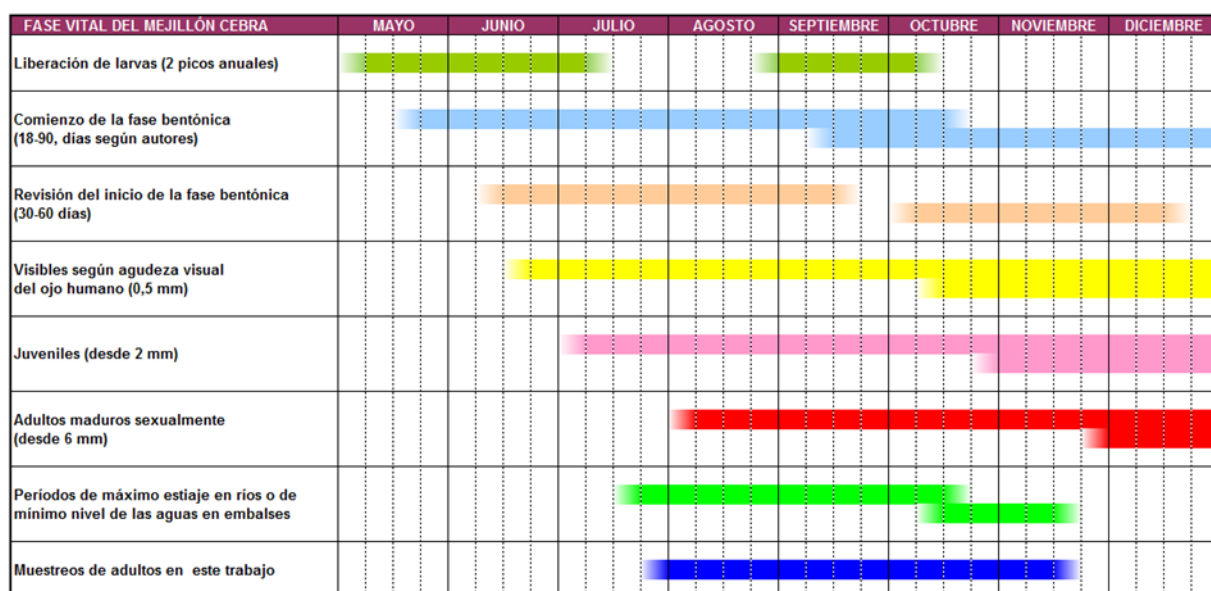 FASE VITAL DEL MEJILLÓN CEBRA MAYO JUNIO JULIO AGOSTO SEPTIEMBRE OCTUBRE NOVIEMBRE DICIEMBRE
Liberación de larvas (2 picos anuales)
Comienzo de la fase bentónica
(18-90, días según autores)
Revisión del inicio de la fase bentónica
(30-60 días)
Visibles según agudeza visual
del ojo humano (0,5 mm)
Juveniles (desde 2 mm)
Adultos maduros sexualmente
(desde 6 mm)
Períodos de máximo estiaje en ríos o de
mínimo nivel de las aguas en embalses
Muestreos de adultos en este trabajo